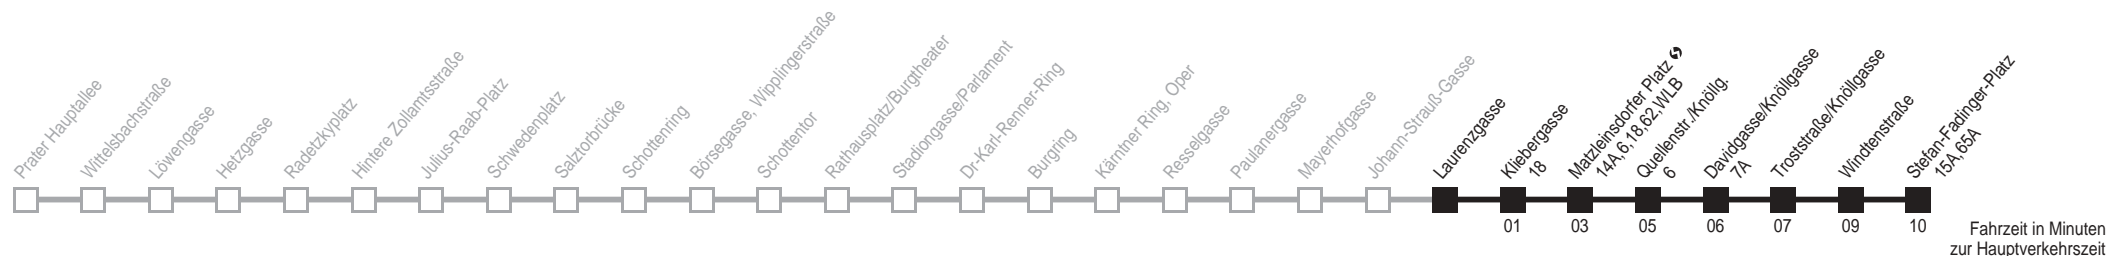 Prater Hauptallee
Wittelsbachstraße
Löwengasse
Hetzgasse
Radetzkyplatz
Hintere Zollamtsstraße
Julius-Raab-Platz
Schwedenplatz
Salztorbrücke
Schottenring
Börsegasse, Wipplingerstraße
Schottentor
Rathausplatz/Burgtheater
Stadiongasse/Parlament
Dr-Karl-Renner-Ring
Burgring
Kärntner Ring, Oper
Resselgasse
Paulanergasse
Mayerhofgasse
Johann-Strauß-Gasse
Laurenzgasse
Kliebergasse
18
Matzleinsdorfer Platz
14A,6,18,62,WLB
Quellenstr./Knöllg.
6
Davidgasse/Knöllgasse
7A
Troststraße/Knöllgasse
Windtenstraße
Stefan-Fadinger-Platz
15A,65A
01 03 05 06 07 09 10
Fahrzeit in Minuten
zur Hauptverkehrszeit